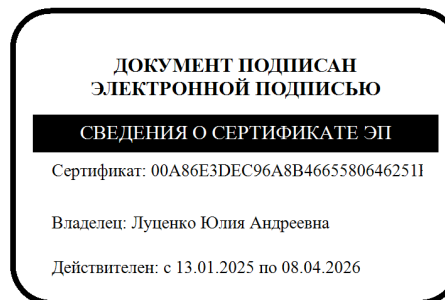 ДОКУМЕНТ ПОДПИСАН
ЭЛЕКТРОННОЙ ПОДПИСЬЮ
СВЕДЕНИЯ О СЕРТИФИКАТЕ ЭП
Сертификат: 00A86E3DEC96A8B4665580646251
Владелец: Луценко Юлия Андреевна
Действителен: с 13.01.2025 по 08.04.2026